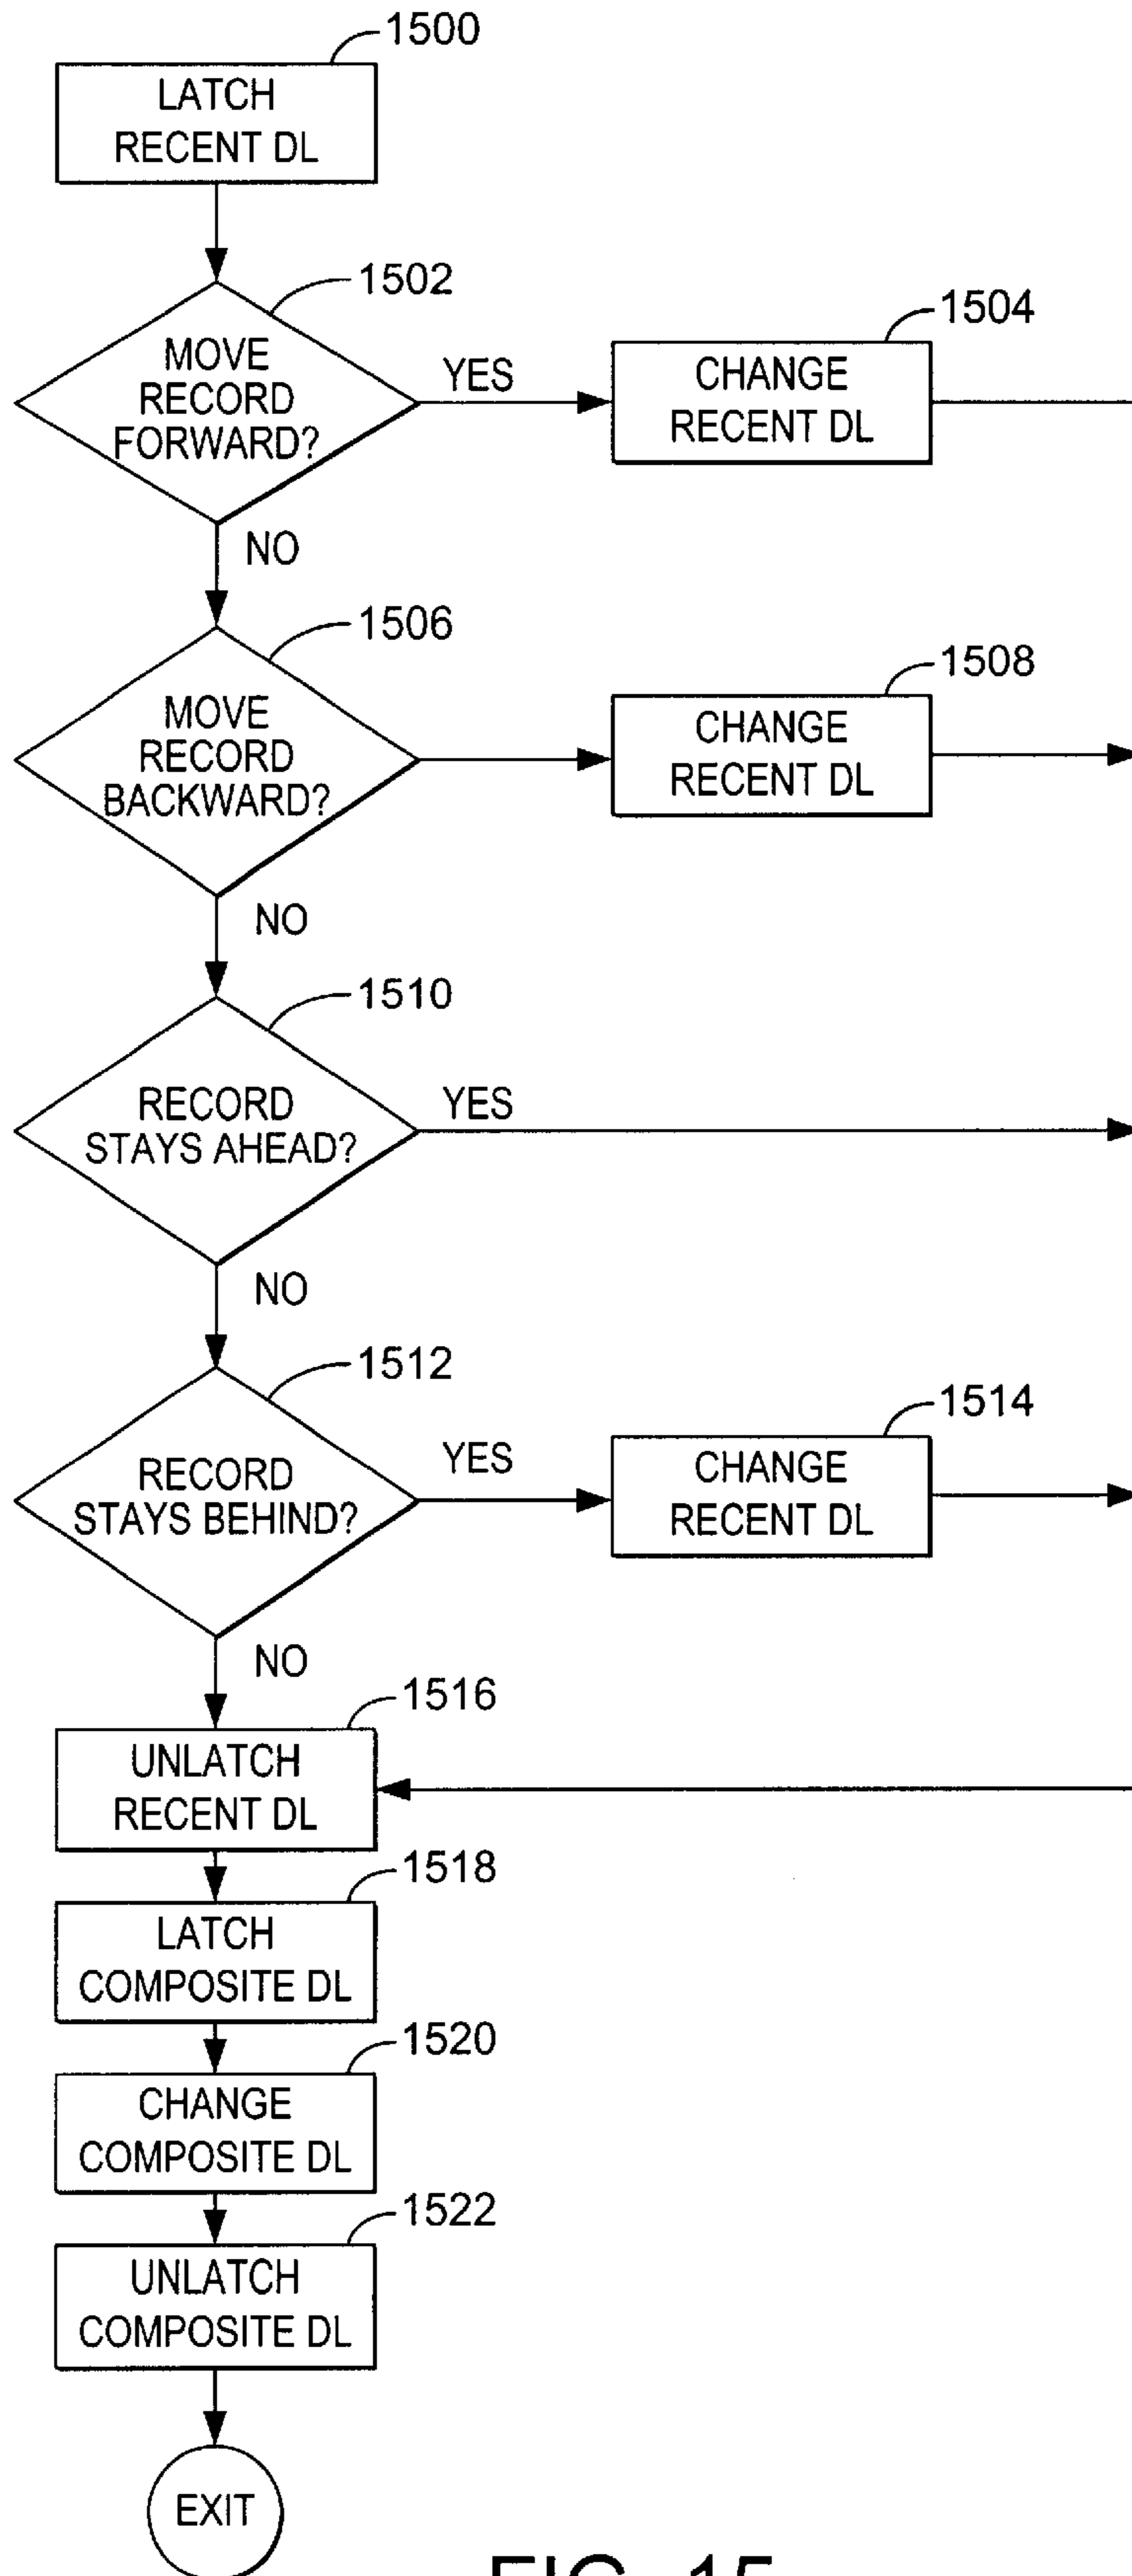 1500
LATCH
RECENT DL
1502
MOVE
RECORD
FORWARD?
YES
1504
CHANGE
RECENT DL
NO
1506
MOVE
RECORD
BACKWARD?
1508
CHANGE
RECENT DL
NO
1510
RECORD
STAYS AHEAD?
YES
NO
1512
RECORD
STAYS BEHIND?
YES
1514
CHANGE
RECENT DL
NO
1516
UNLATCH
RECENT DL
1518
LATCH
COMPOSITE DL
1520
CHANGE
COMPOSITE DL
1522
UNLATCH
COMPOSITE DL
EXIT
FIG. 15